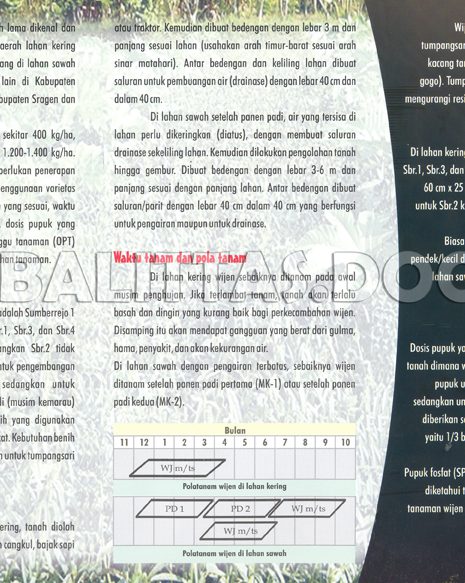 h lama dikenal dan
aerah lahan kering
ang di lahan sawah
lain di Kabupaten
bupaten Sragen dan
sekitar 400 kg/ha,
1.200-1.400 kg/ha.
perlukan penerapan
enggunaan varietas
yang sesuai, waktu
dosis pupuk yang
ggu tanaman (OPT)
ahan tanaman.
adalah Sumberrejo 1
r.1, Sbr.3, dan Sbr.4
angkan Sbr.2 tidak
ntuk pengembangan
sedangkan untuk
li (musim kemarau)
ih yang digunakan
kat. Kebutuhan benih
n untuk tumpangsari
ering, tanah diolah
n cangkul, bajak sapi
atau traktor. Kemudian dibuat bedengan dengan lebar 3 m dan
panjang sesuai lahan (usahakan arah timur-barat sesuai arah
sinar matahari). Antar bedengan dan keliling lahan dibuat
saluran untuk pembuangan air (drainase) dengan lebar 40 cm dan
dalam 40 cm.
Di lahan sawah setelah panen padi, air yang tersisa di
lahan perlu dikeringkan (diatus), dengan membuat saluran
drainase sekeliling lahan. Kemudian dilakukan pengolahan tanah
hingga gembur. Dibuat bedengan dengan lebar 3-6 m dan
panjang sesuai dengan panjang lahan. Antar bedengan dibuat
saluran/parit dengan lebar 40 cm dalam 40 cm yang berfungsi
untuk pengairan maupun untuk drainase.
Waktu tanam dan pola tanam
Di lahan kering wijen sebaiknya ditanam pada awal
musim penghujan. Jika terlambat tanam, tanah akan terlalu
basah dan dingin yang kurang baik bagi perkecambahan wijen.
Disamping itu akan mendapat gangguan yang berat dari gulma,
hama, penyakit, dan akan kekurangan air.
Di lahan sawah dengan pengairan terbatas, sebaiknya wijen
ditanam setelah panen padi pertama (MK-1) atau setelah panen
padi kedua (MK-2).
Bulan
11 12 1 2 3 4 5 6 7 8 9 10
WJ m/ts
Polatanam wijen di lahan kering
PD 1 PD 2 WJ m/ts
WJ m/ts
Polatanam wijen di lahan sawah
Wij
tumpangsar
kacang tan
gogo). Tump
mengurangi resi
Di lahan kering
Sbr.1, Sbr.3, dan
60 cm x 25
untuk Sbr.2 k
Biasa
pendek/kecil d
lahan saw
Dosis pupuk ya
tanah dimana w
pupuk u
sedangkan un
diberikan s
yaitu 1/3 b
Pupuk fosfat (SP
diketahui t
tanaman wijen
BALITTAS.DOC